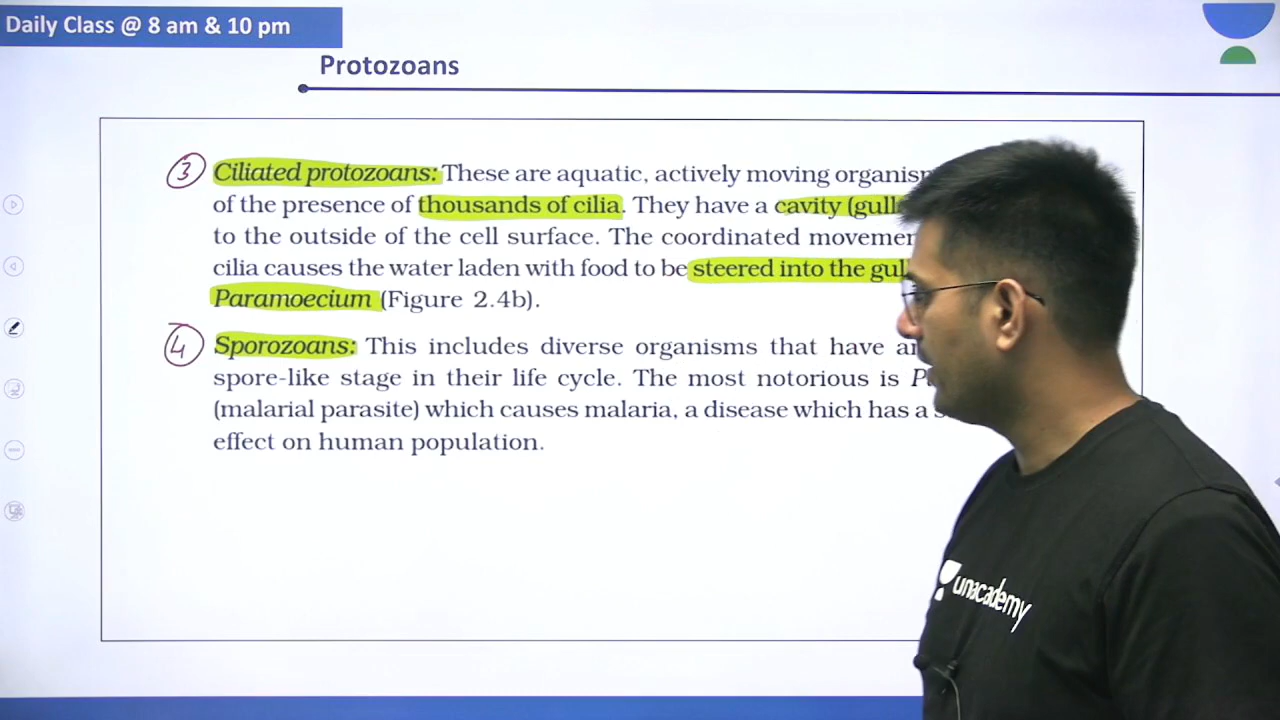 Daily Class @ 8 am & 10 pm
Protozoans
3 Ciliated protozoans: These are aquatic, actively moving
of the presence of thousands of cilia. They have a cavity
to the outside of the cell surface. The coordinated
cilia causes the water laden with food to be steered into the
Paramoecium (Figure 2.4b).
4 Sporozoans: This includes diverse organisms that have
spore-like stage in their life cycle. The most notorious is
(malarial parasite) which causes malaria, a disease which has a
effect on human population.
unacademy